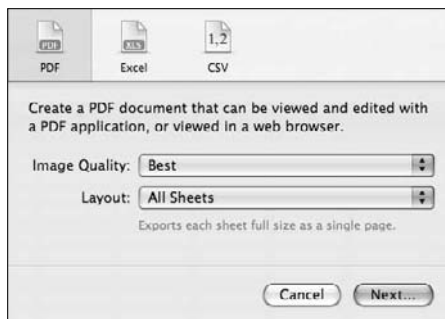 PDF
XLS
1,2
PDF
Excel
CSV
Create a PDF document that can be viewed and edited with
a PDF application, or viewed in a web browser.
Image Quality: Best
Layout: All Sheets
Exports each sheet full size as a single page.
Cancel
Next...